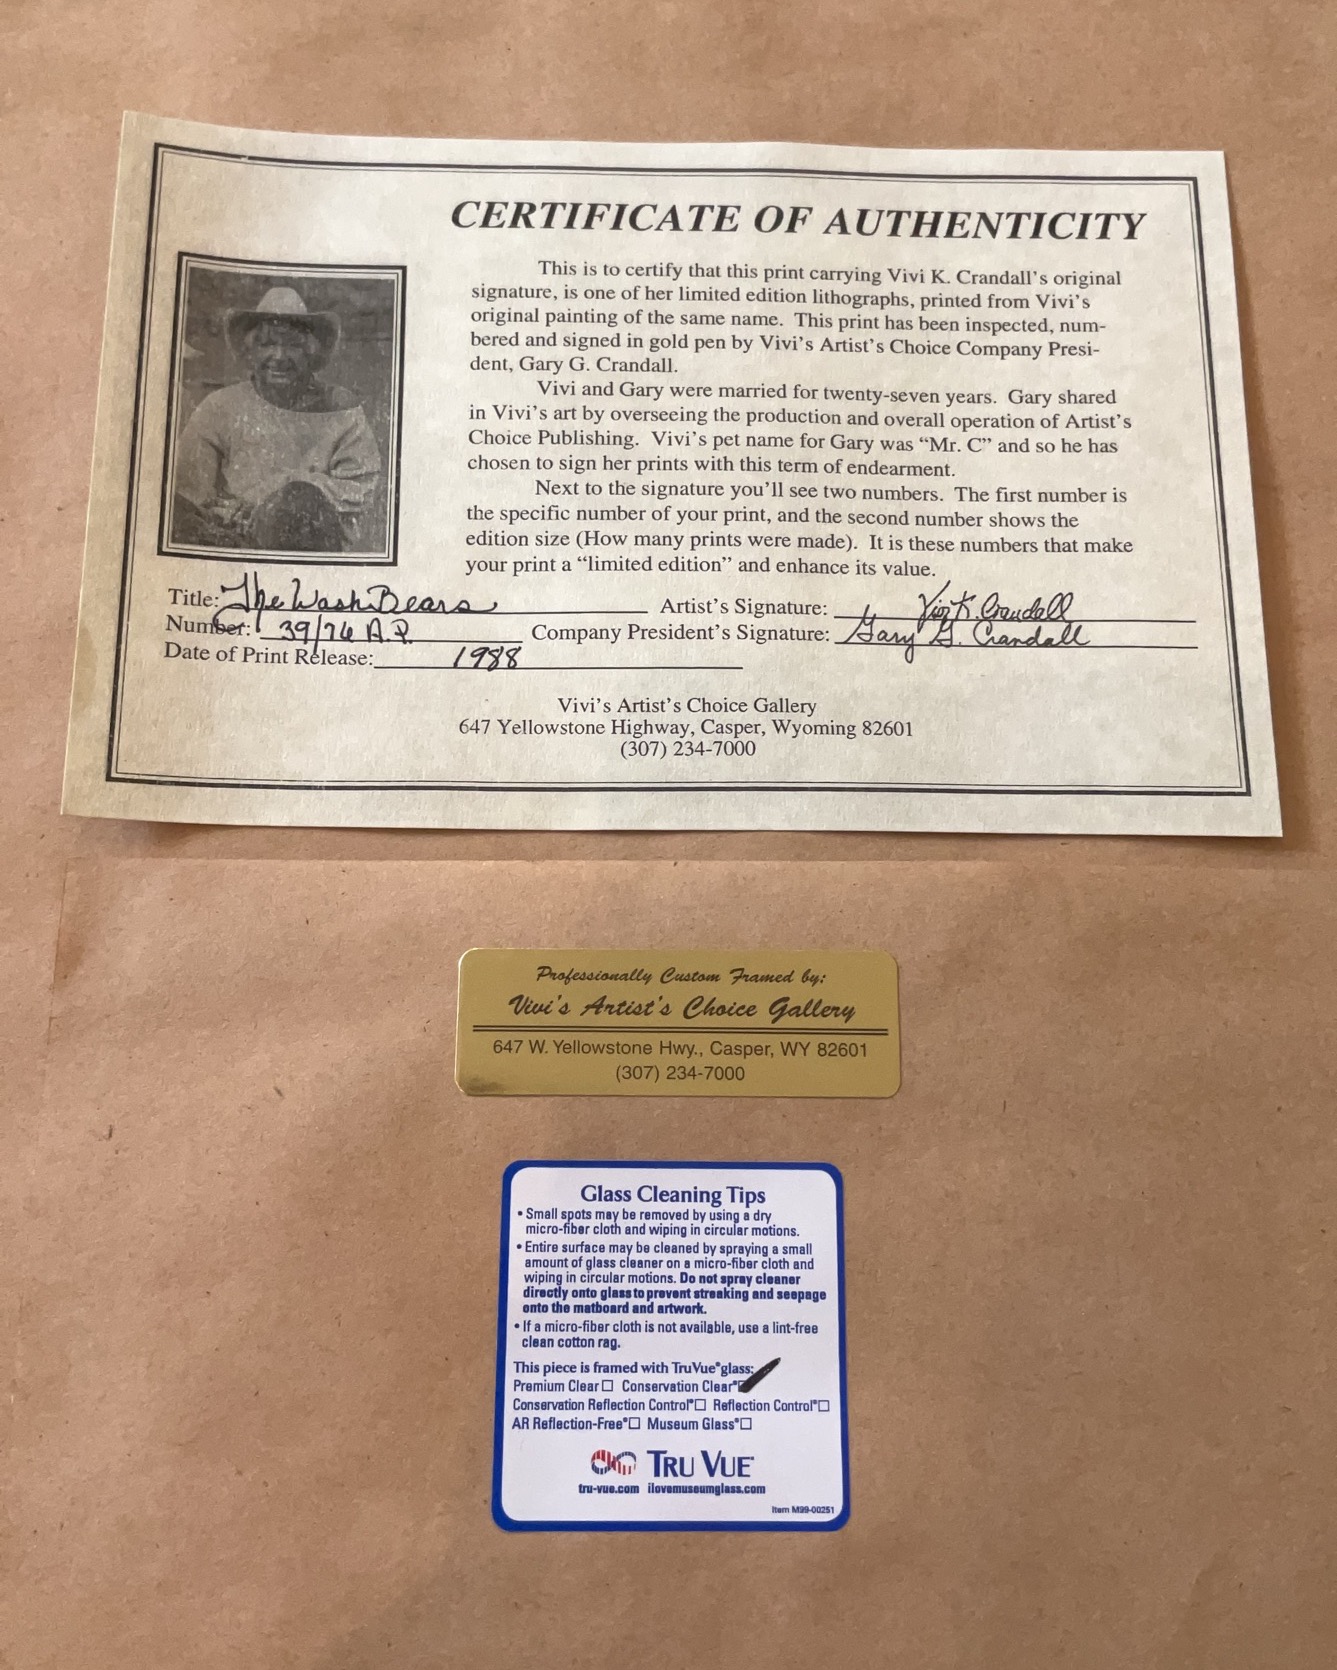 CERTIFICATE OF AUTHENTICITY
This is to certify that this print carrying Vivi K. Crandall's original
signature, is one of her limited edition lithographs, printed from Vivi's
original painting of the same name. This print has been inspected, num-
bered and signed in gold pen by Vivi's Artist's Choice Company Presi-
dent, Gary G. Crandall.
Vivi and Gary were married for twenty-seven years. Gary shared
in Vivi's art by overseeing the production and overall operation of Artist's
Choice Publishing. Vivi's pet name for Gary was “Mr. C” and so he has
chosen to sign her prints with this term of endearment.
Next to the signature you'll see two numbers. The first number is
the specific number of your print, and the second number shows the
edition size (How many prints were made). It is these numbers that make
your print a “limited edition” and enhance its value.
Title: The Wash Bears Artist's Signature: Vivi K. Crandall
Number: 39/76 A.P. Company President's Signature: Gary G. Crandall
Date of Print Release: 1988
Vivi's Artist's Choice Gallery
647 Yellowstone Highway, Casper, Wyoming 82601
(307) 234-7000
Professionally Custom Framed by:
Vivi's Artist's Choice Gallery
647 W. Yellowstone Hwy., Casper, WY 82601
(307) 234-7000
Glass Cleaning Tips
• Small spots may be removed by using a dry
micro-fiber cloth and wiping in circular motions.
• Entire surface may be cleaned by spraying a small
amount of glass cleaner on a micro-fiber cloth and
wiping in circular motions. Do not spray cleaner
directly onto glass to prevent streaking and seepage
onto the matboard and artwork.
• If a micro-fiber cloth is not available, use a lint-free
clean cotton rag.
This piece is framed with Tru Vue® glass:
Premium Clear☐ Conservation Clear®☐
Conservation Reflection Control®☐ Reflection Control®☐
AR Reflection-Free®☐ Museum Glass®☐
TRU VUE®
tru-vue.com ilovemuseumglass.com
Item M99-00251